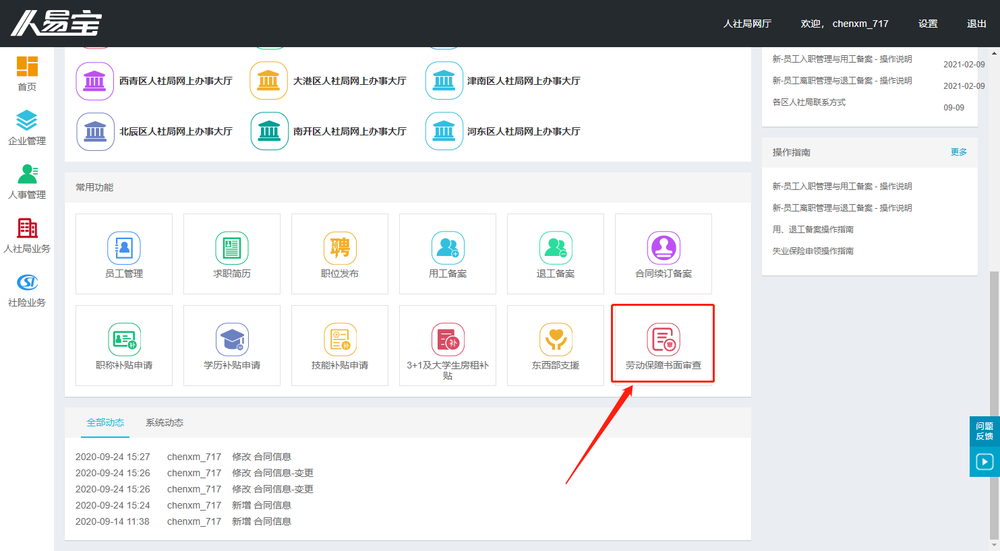 人易宝
人社局网厅 欢迎, chenxm_717 设置 退出
首页
企业管理
人事管理
人社局业务
社险业务
西青区人社局网上办事大厅 大港区人社局网上办事大厅 津南区人社局网上办事大厅
北辰区人社局网上办事大厅 南开区人社局网上办事大厅 河东区人社局网上办事大厅
常用功能
员工管理 求职简历 职位发布 用工备案 退工备案 合同续订备案
职称补贴申请 学历补贴申请 技能补贴申请 3+1及大学生房租补贴 东西部支援 劳动保障书面审查
全部动态 系统动态
2020-09-24 15:27 chenxm_717 修改 合同信息
2020-09-24 15:26 chenxm_717 修改 合同信息-变更
2020-09-24 15:26 chenxm_717 修改 合同信息-变更
2020-09-24 15:24 chenxm_717 新增 合同信息
2020-09-14 11:38 chenxm_717 新增 合同信息
新-员工入职管理与用工备案 - 操作说明 2021-02-09
新-员工离职管理与退工备案 - 操作说明 2021-02-09
各区人社局联系方式 09-09
操作指南 更多
新-员工入职管理与用工备案 - 操作说明
新-员工离职管理与退工备案 - 操作说明
用、退工备案操作指南
失业保险申领操作指南
问题
反馈